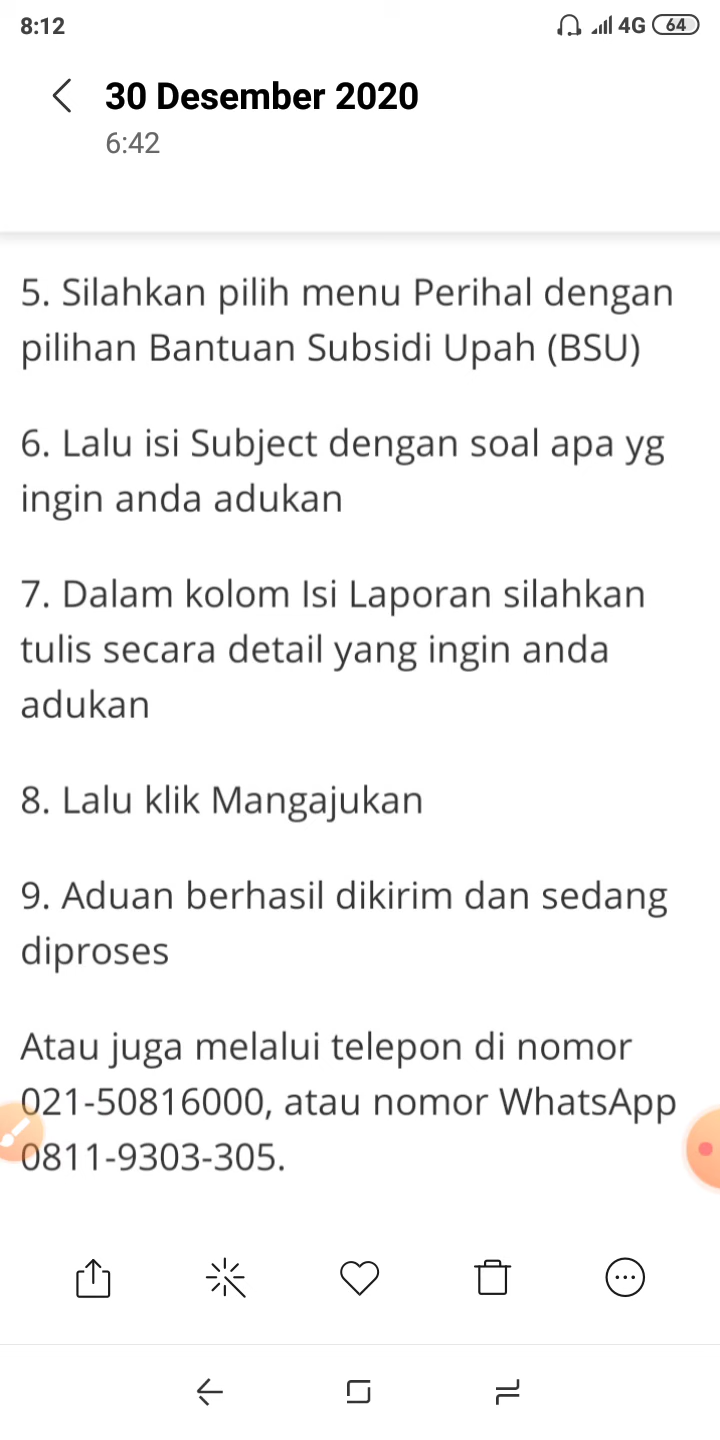 8:12
4G 64
30 Desember 2020
6:42
5. Silahkan pilih menu Perihal dengan
pilihan Bantuan Subsidi Upah (BSU)
6. Lalu isi Subject dengan soal apa yg
ingin anda adukan
7. Dalam kolom Isi Laporan silahkan
tulis secara detail yang ingin anda
adukan
8. Lalu klik Mangajukan
9. Aduan berhasil dikirim dan sedang
diproses
Atau juga melalui telepon di nomor
021-50816000, atau nomor WhatsApp
0811-9303-305.